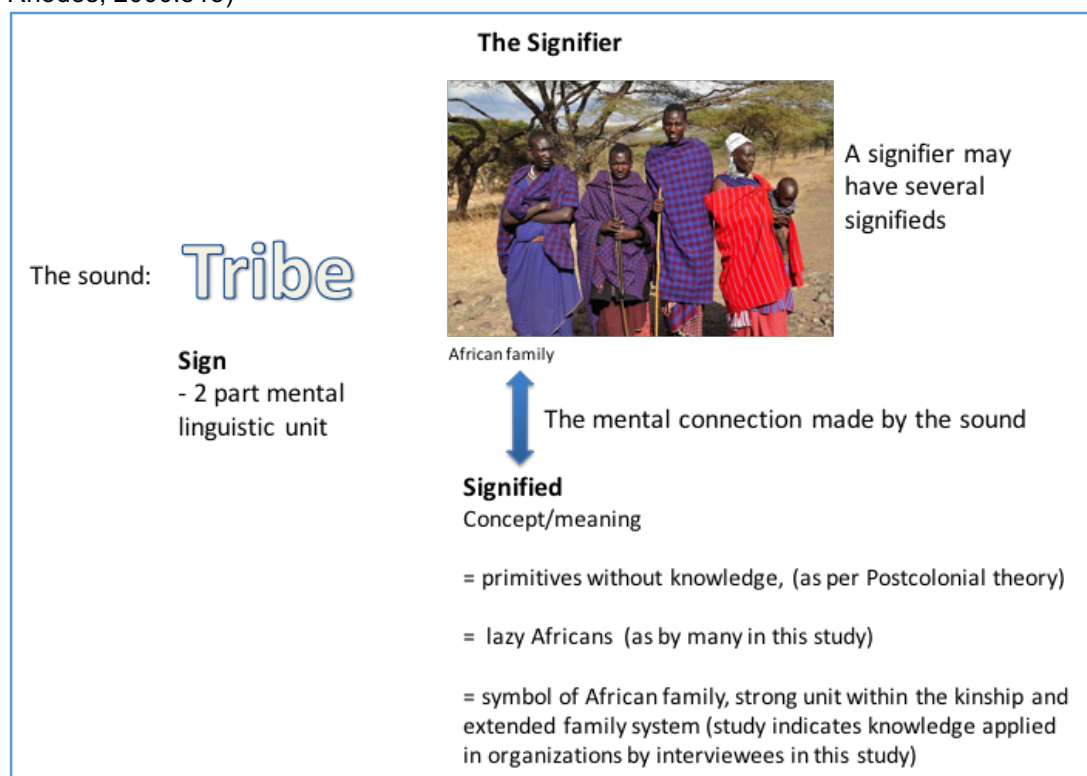 The Signifier
A signifier may
have several
signifieds
The sound:
Tribe
Sign
- 2 part mental
linguistic unit
African family
The mental connection made by the sound
Signified
Concept/meaning
= primitives without knowledge, (as per Postcolonial theory)
= lazy Africans (as by many in this study)
= symbol of African family, strong unit within the kinship and
extended family system (study indicates knowledge applied
in organizations by interviewees in this study)